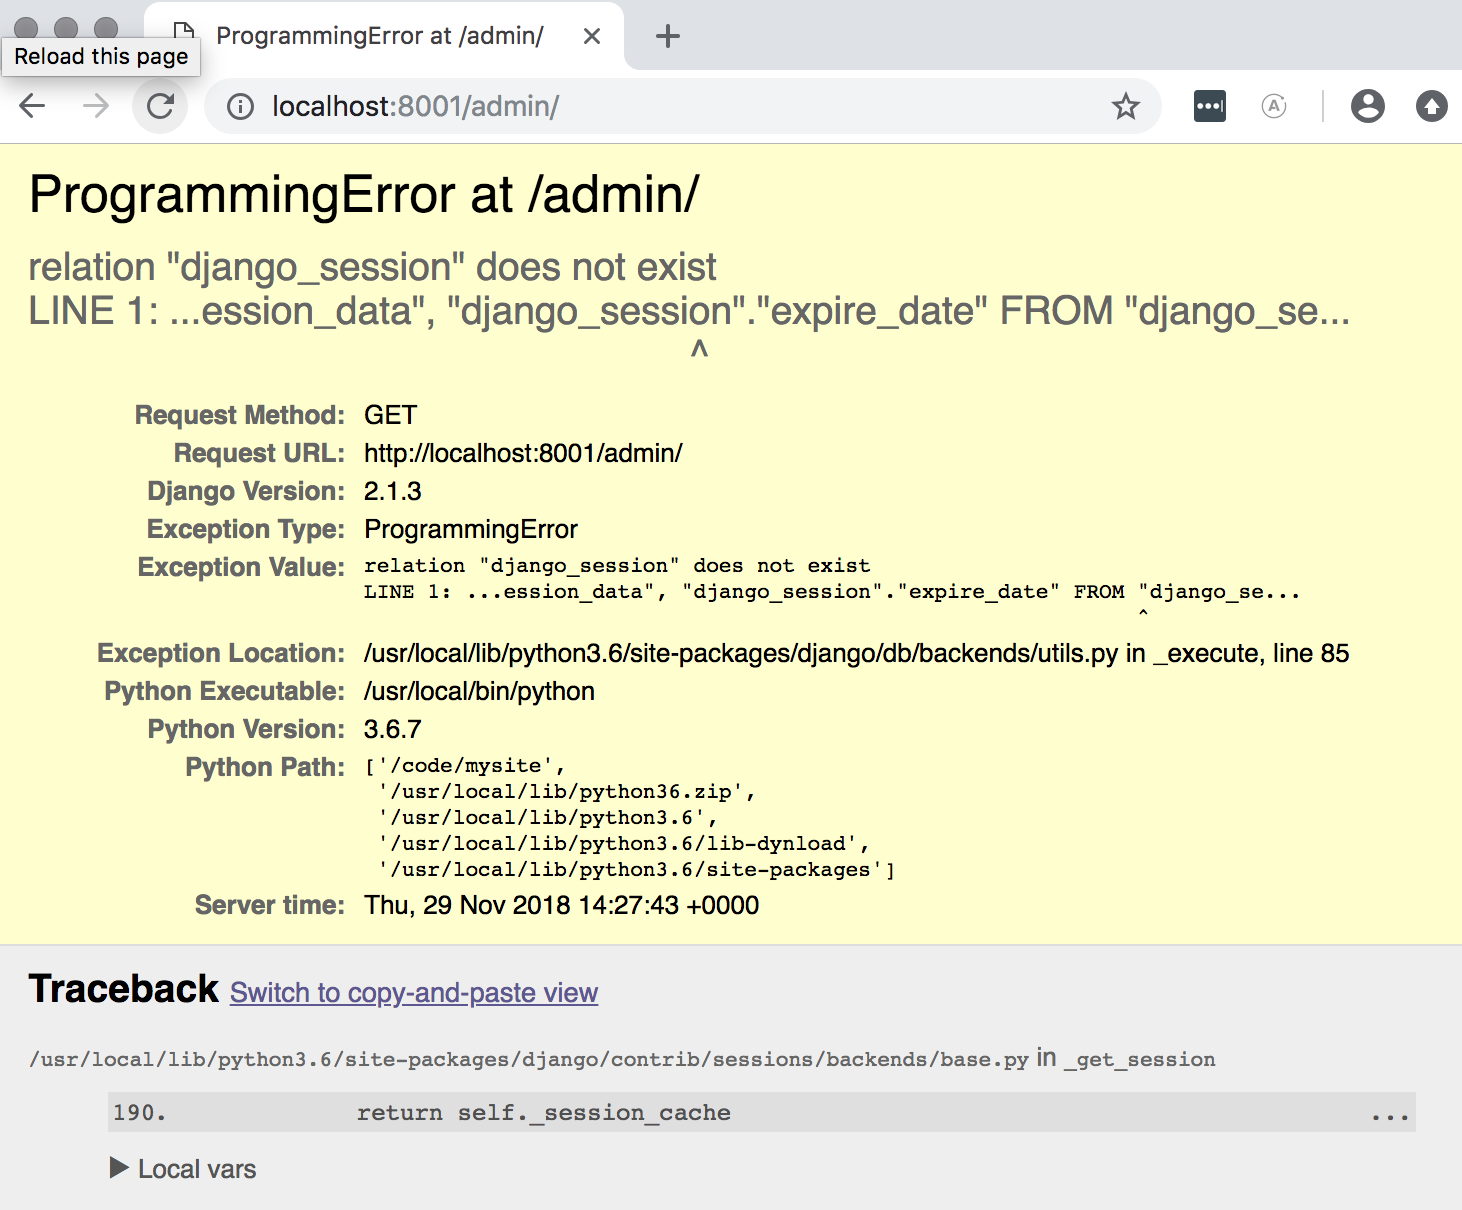 ProgrammingError at /admin/
Reload this page
localhost:8001/admin/
ProgrammingError at /admin/
relation "django_session" does not exist
LINE 1: ...ession_data", "django_session"."expire_date" FROM "django_se...
^
Request Method: GET
Request URL: http://localhost:8001/admin/
Django Version: 2.1.3
Exception Type: ProgrammingError
Exception Value: relation "django_session" does not exist
LINE 1: ...ession_data", "django_session"."expire_date" FROM "django_se...
^
Exception Location: /usr/local/lib/python3.6/site-packages/django/db/backends/utils.py in _execute, line 85
Python Executable: /usr/local/bin/python
Python Version: 3.6.7
Python Path: ['/code/mysite',
'/usr/local/lib/python36.zip',
'/usr/local/lib/python3.6',
'/usr/local/lib/python3.6/lib-dynload',
'/usr/local/lib/python3.6/site-packages']
Server time: Thu, 29 Nov 2018 14:27:43 +0000
Traceback Switch to copy-and-paste view
/usr/local/lib/python3.6/site-packages/django/contrib/sessions/backends/base.py in _get_session
190. return self._session_cache ...
Local vars